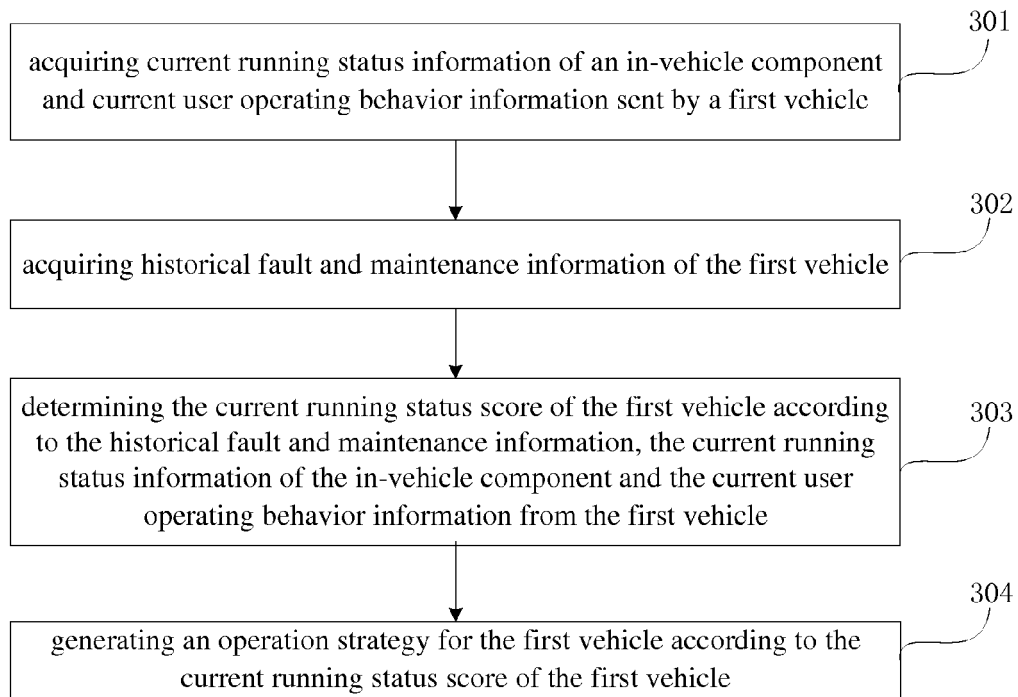 301
acquiring current running status information of an in-vehicle component
and current user operating behavior information sent by a first vehicle
302
acquiring historical fault and maintenance information of the first vehicle
303
determining the current running status score of the first vehicle according
to the historical fault and maintenance information, the current running
status information of the in-vehicle component and the current user
operating behavior information from the first vehicle
304
generating an operation strategy for the first vehicle according to the
current running status score of the first vehicle